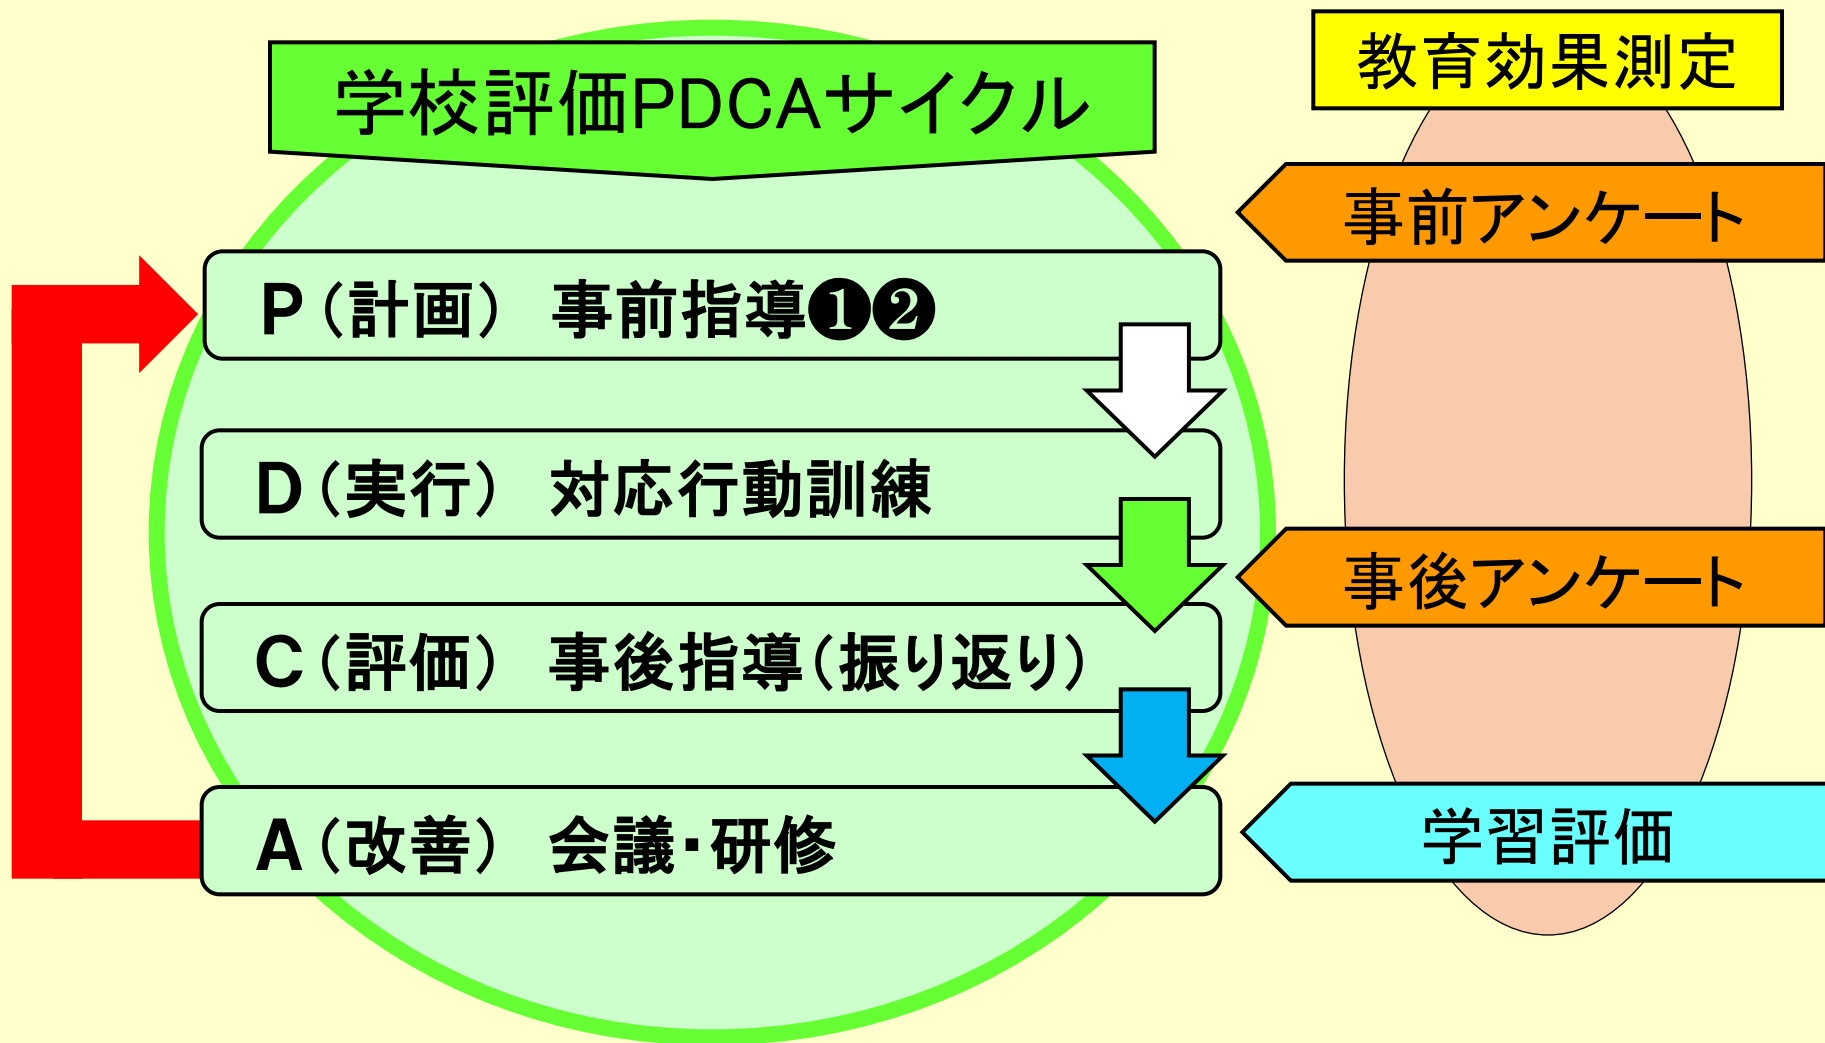 学校評価PDCAサイクル
P（計画）　事前指導❶❷
D（実行）　対応行動訓練
C（評価）　事後指導（振り返り）
A（改善）　会議・研修
教育効果測定
事前アンケート
事後アンケート
学習評価